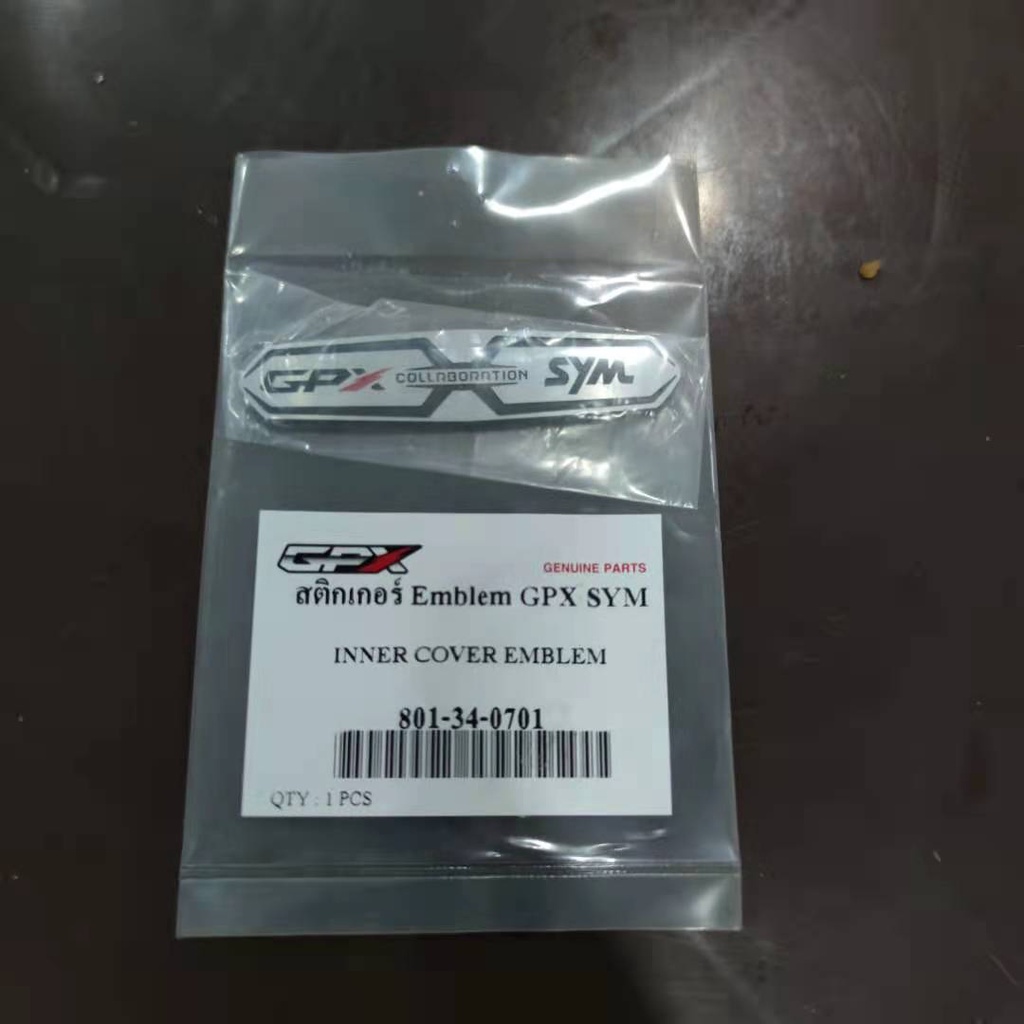 GPX COLLABORATION SYM
GPX
GENUINE PARTS
สติกเกอร์ Emblem GPX SYM
INNER COVER EMBLEM
801-34-0701
QTY : 1 PCS